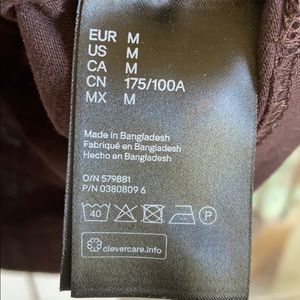 EUR M
US M
CA M
CN 175/100A
MX M
Made in Bangladesh
Fabriqué en Bangladesh
Hecho en Bangladesh
O/N 579881
P/N 0380809 6
40 P
clevercare.info